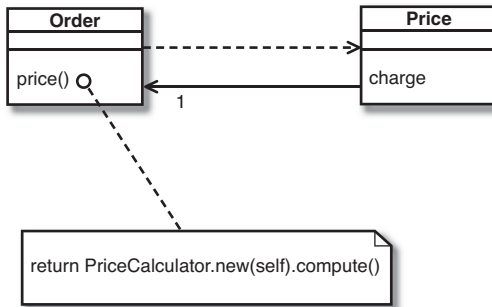 Order
Price
price()
charge
1
return PriceCalculator.new(self).compute()